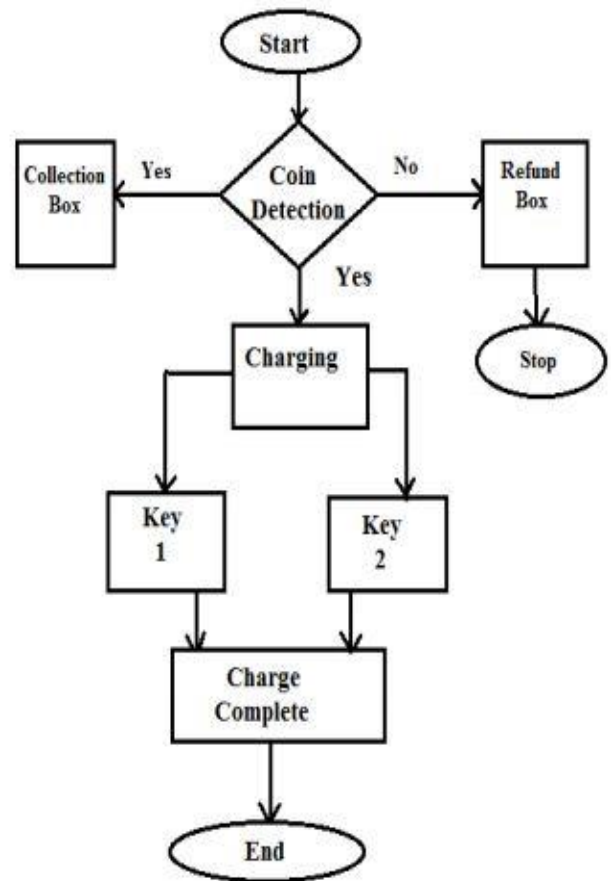 Start
Collection
Box
Yes
Coin
Detection
No
Refund
Box
Yes
Charging
Stop
Key
1
Key
2
Charge
Complete
End